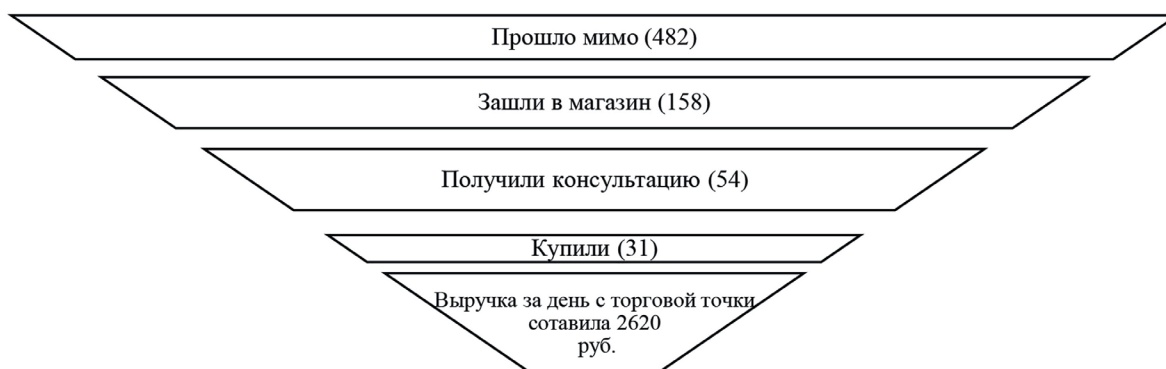 Прошло мимо (482)
Зашли в магазин (158)
Получили консультацию (54)
Купили (31)
Выручка за день с торговой точки
сотавила 2620
руб.